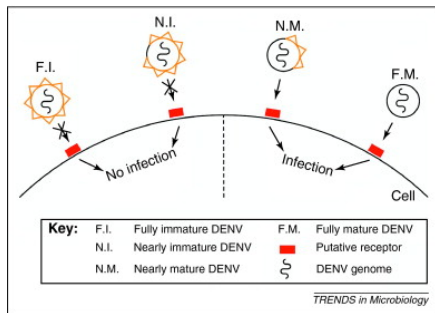 N.I.
N.M.
F.I.
F.M.
No infection
Infection
Cell
Key:
F.I. Fully immature DENV
F.M. Fully mature DENV
N.I. Nearly immature DENV
Putative receptor
N.M. Nearly mature DENV
DENV genome
TRENDS in Microbiology